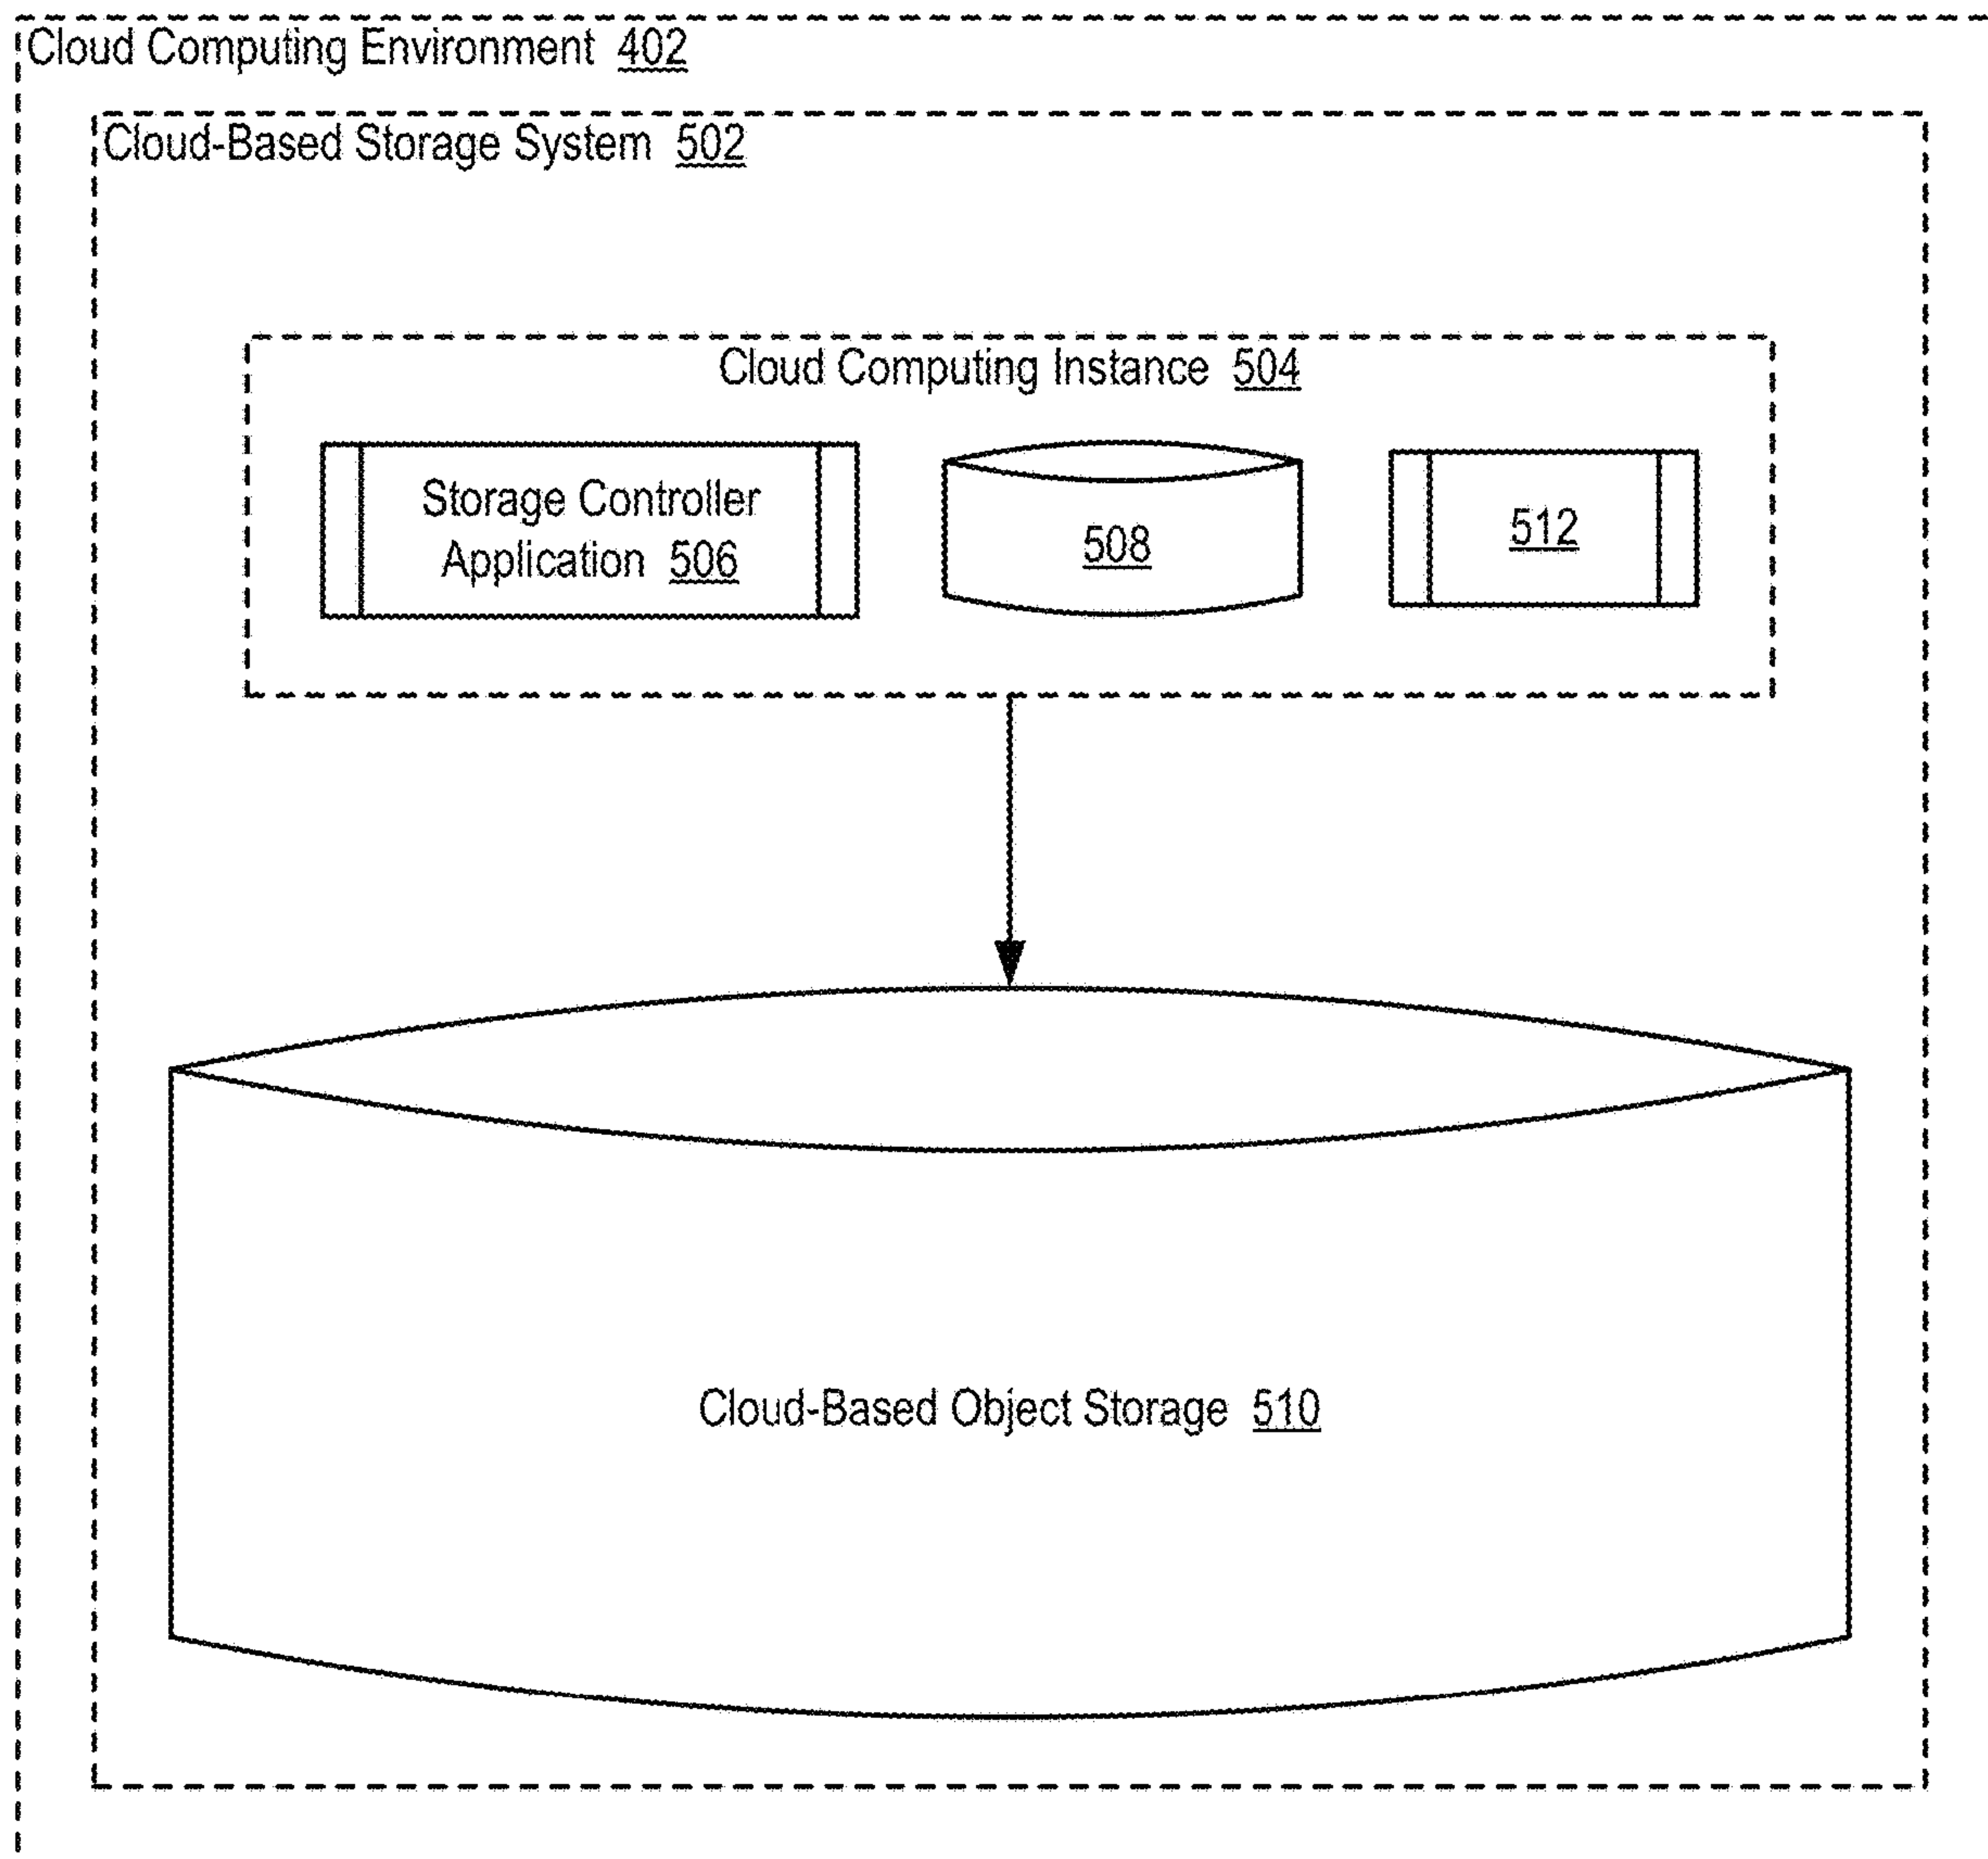 Cloud Computing Environment 402
Cloud-Based Storage System 502
Cloud Computing Instance 504
Storage Controller
Application 506
508
512
Cloud-Based Object Storage 510